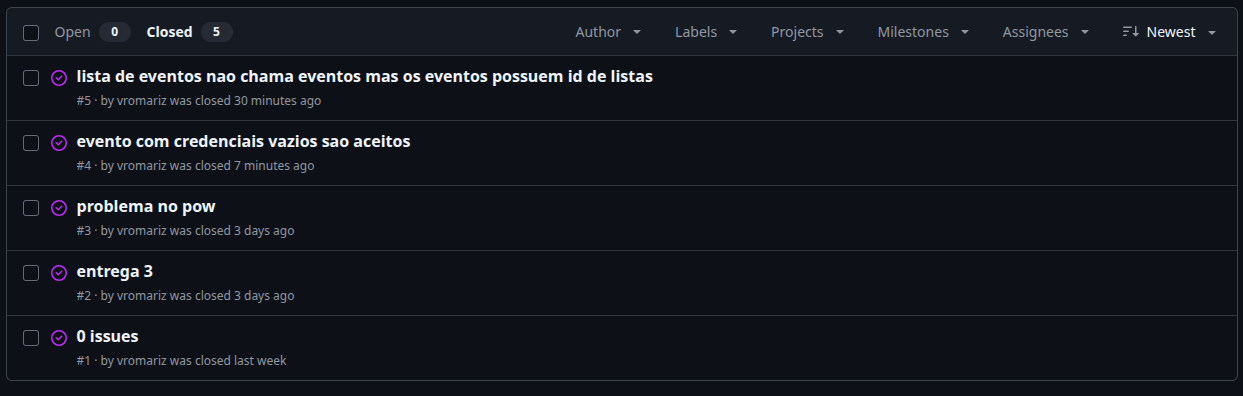 Open 0 Closed 5 Author Labels Projects Milestones Assignees Newest
lista de eventos nao chama eventos mas os eventos possuem id de listas
#5 · by vromariz was closed 30 minutes ago
evento com credenciais vazios sao aceitos
#4 · by vromariz was closed 7 minutes ago
problema no pow
#3 · by vromariz was closed 3 days ago
entrega 3
#2 · by vromariz was closed 3 days ago
0 issues
#1 · by vromariz was closed last week